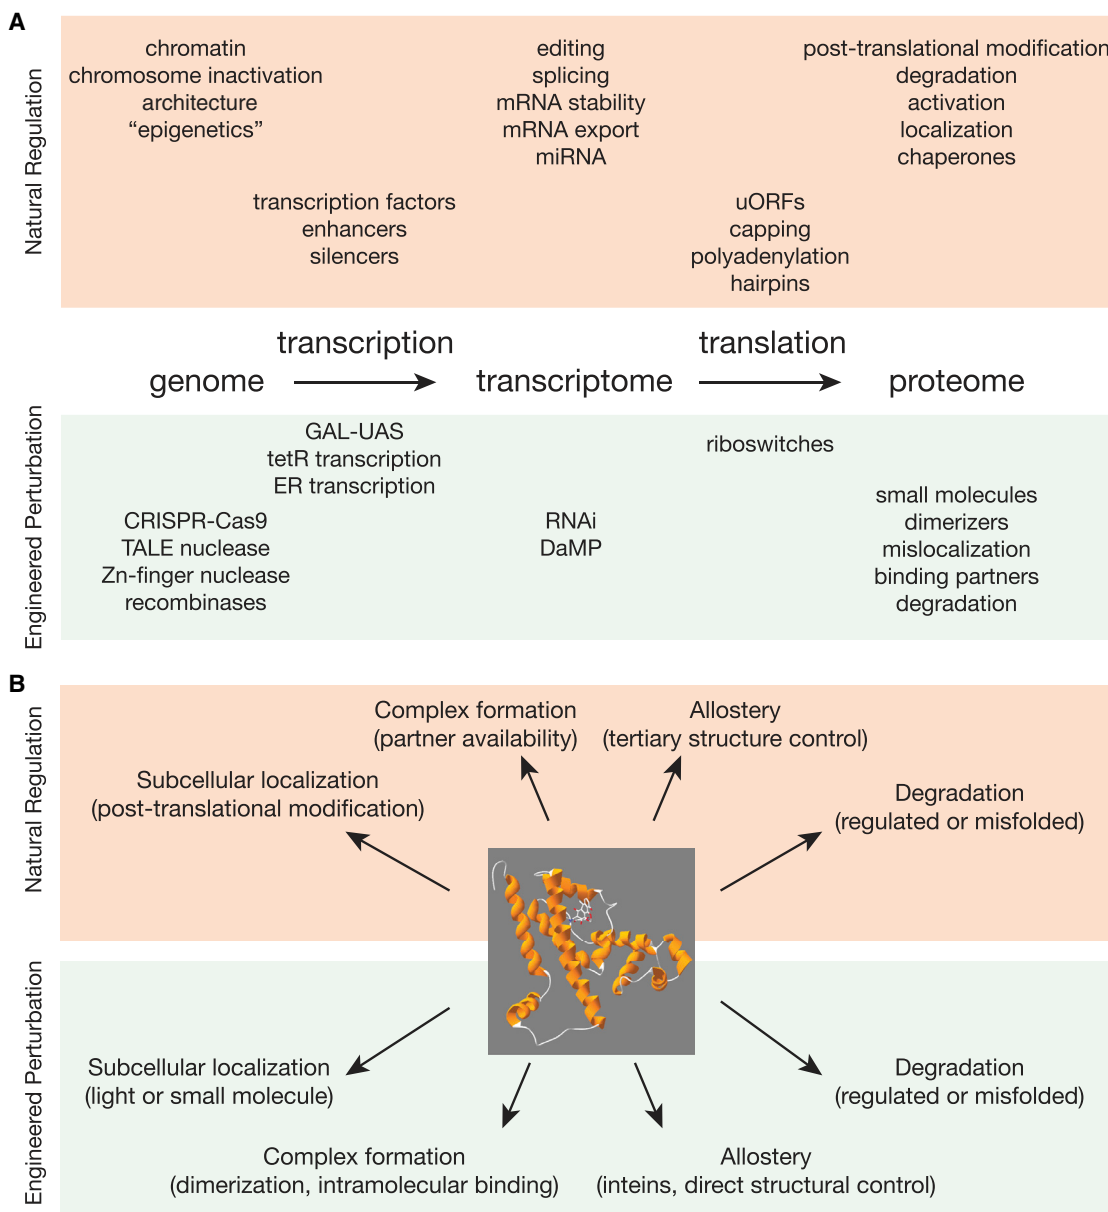 A
Natural Regulation
chromatin
chromosome inactivation
architecture
“epigenetics”
editing
splicing
mRNA stability
mRNA export
miRNA
post-translational modification
degradation
activation
localization
chaperones
transcription factors
enhancers
silencers
uORFs
capping
polyadenylation
hairpins
transcription
translation
genome
transcriptome
proteome
Engineered Perturbation
GAL-UAS
tetR transcription
ER transcription
riboswitches
CRISPR-Cas9
TALE nuclease
Zn-finger nuclease
recombinases
RNAi
DaMP
small molecules
dimerizers
mislocalization
binding partners
degradation
B
Natural Regulation
Complex formation
(partner availability)
Allostery
(tertiary structure control)
Subcellular localization
(post-translational modification)
Degradation
(regulated or misfolded)
Engineered Perturbation
Subcellular localization
(light or small molecule)
Degradation
(regulated or misfolded)
Complex formation
(dimerization, intramolecular binding)
Allostery
(inteins, direct structural control)